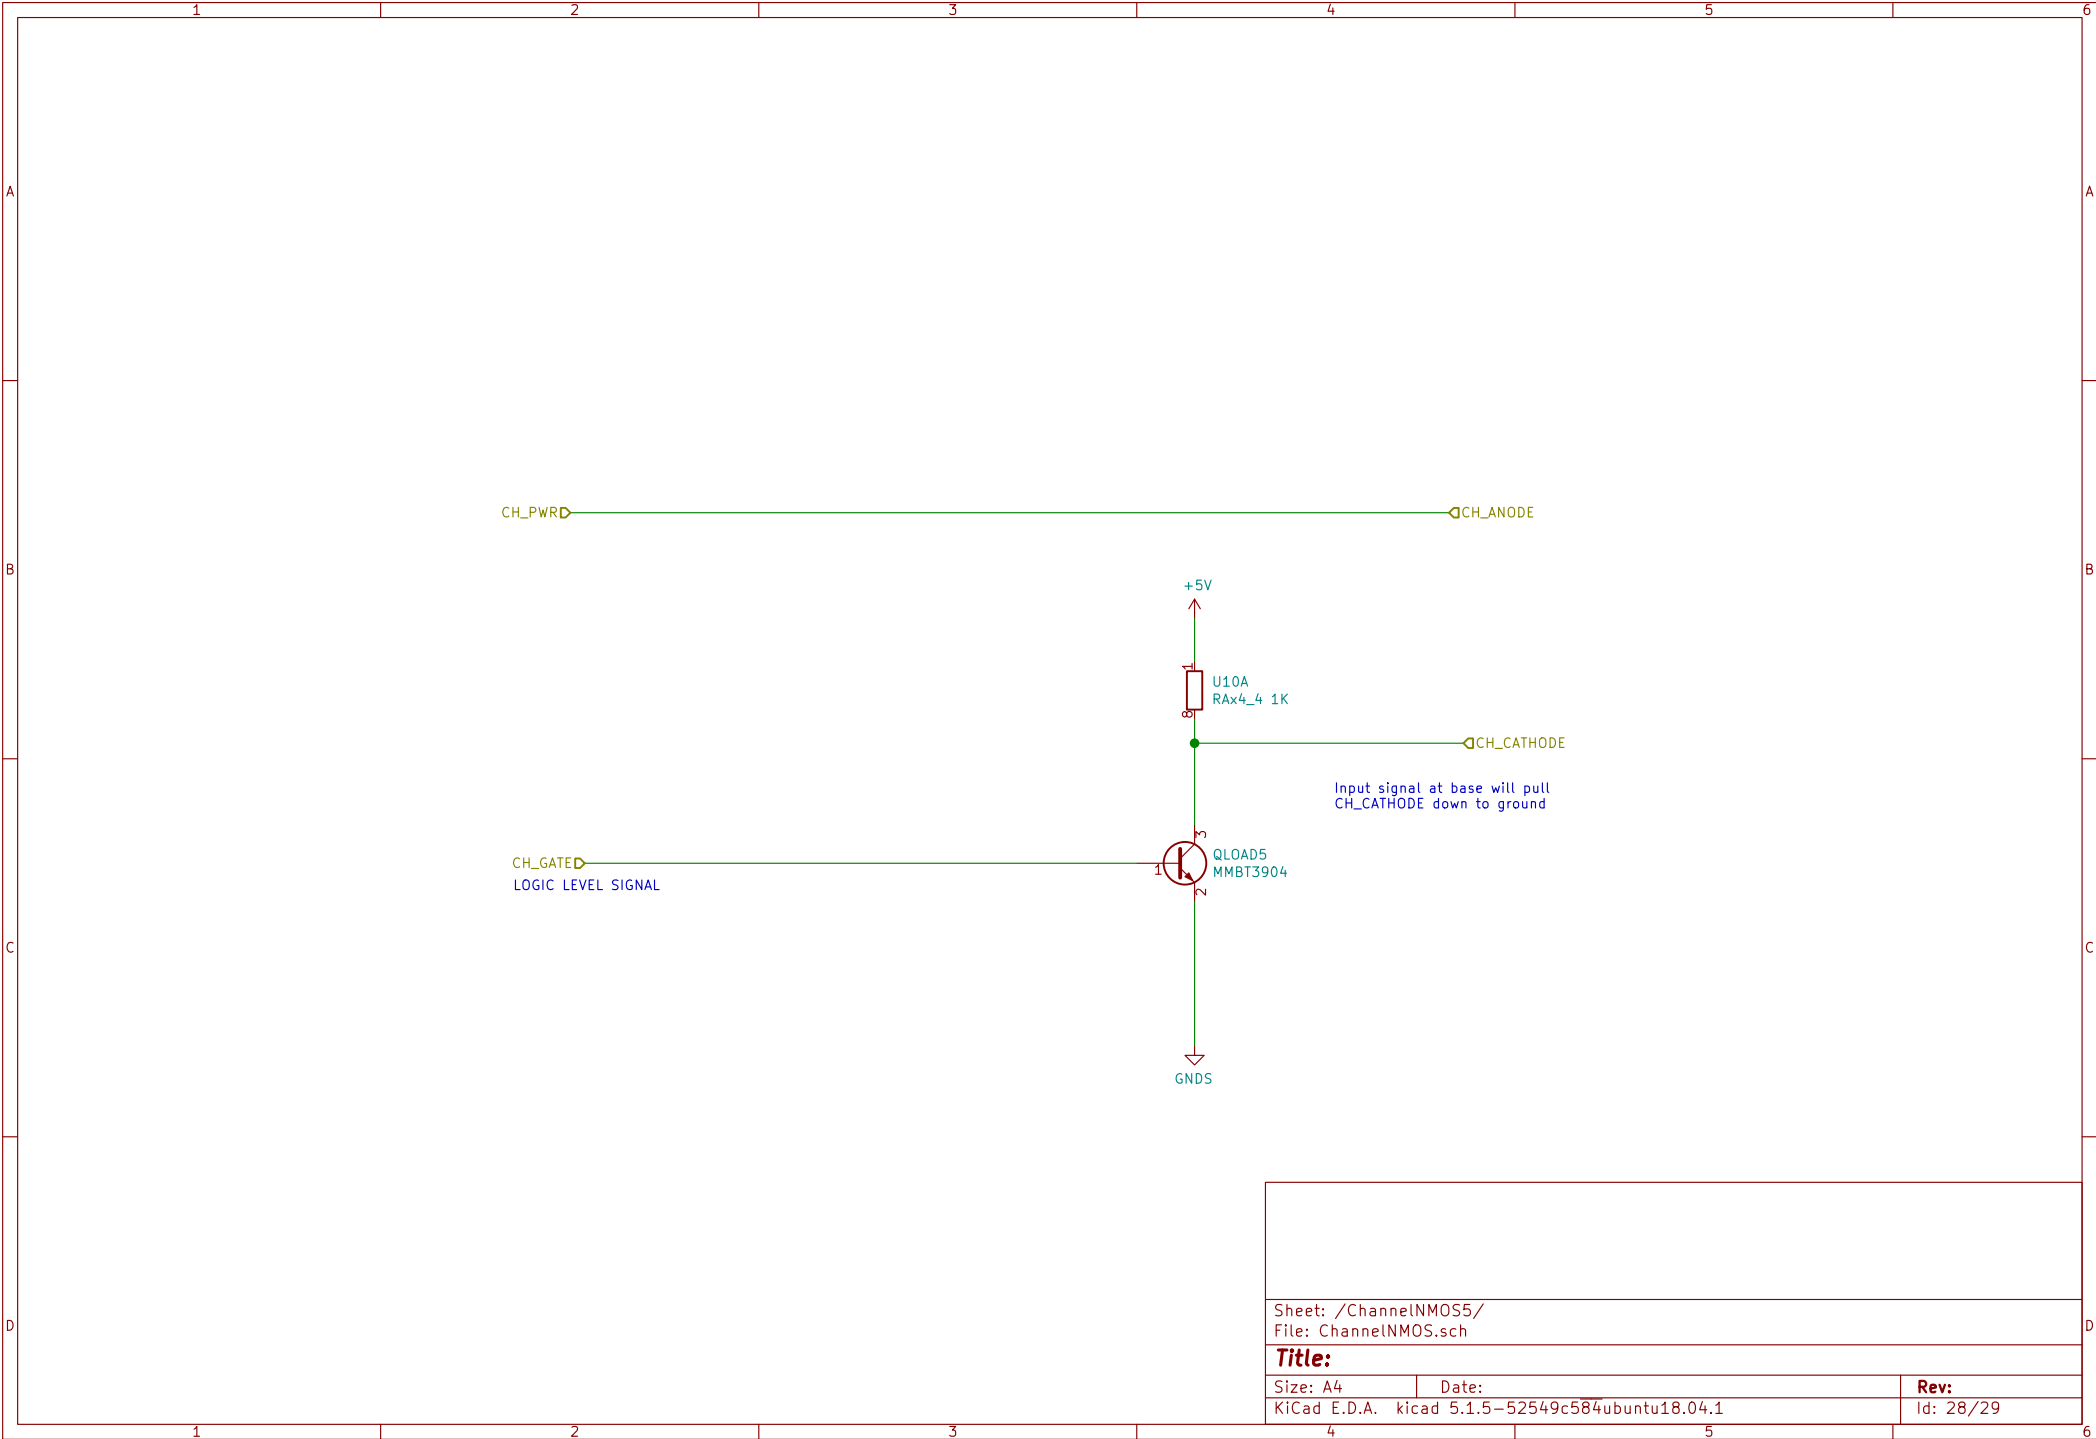 1 2 3 4 5 6
A A
CH_PWR CH_ANODE
B B
+5V
1
U10A
RAx4_4 1K
8
CH_CATHODE
Input signal at base will pull
CH_CATHODE down to ground
3
CH_GATE
QLOAD5
1
MMBT3904
LOGIC LEVEL SIGNAL
2
C C
GNDS
Sheet: /ChannelNMOS5/
File: ChannelNMOS.sch
D D
Title:
Size: A4 Date: Rev:
KiCad E.D.A. kicad 5.1.5-52549c584ubuntu18.04.1 Id: 28/29
1 2 3 4 5 6